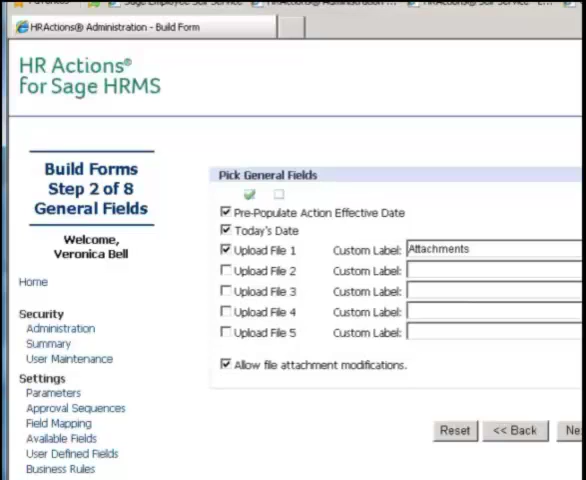 HRActions® Administration - Build Form
HR Actions®
for Sage HRMS
Build Forms
Step 2 of 8
General Fields
Welcome,
Veronica Bell
Home
Security
Administration
Summary
User Maintenance
Settings
Parameters
Approval Sequences
Field Mapping
Available Fields
User Defined Fields
Business Rules
Pick General Fields
Pre-Populate Action Effective Date
Today's Date
Upload File 1 Custom Label: Attachments
Upload File 2 Custom Label:
Upload File 3 Custom Label:
Upload File 4 Custom Label:
Upload File 5 Custom Label:
Allow file attachment modifications.
Reset << Back